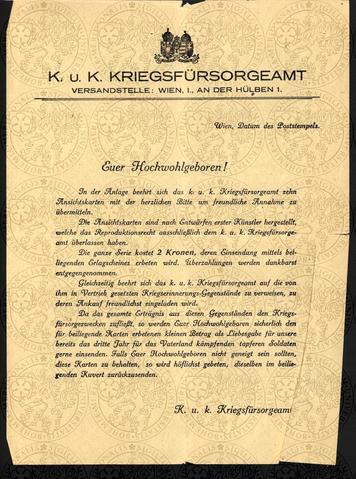 K. u. K. KRIEGSFÜRSORGEAMT
VERSANDSTELLE: WIEN, I., AN DER HÜLBEN 1.
Wien, Datum des Poststempels.
Euer Hochwohlgeboren!
In der Anlage beehrt sich das k. u. k. Kriegsfürsorgeamt zehn
Ansichtskarten mit der herzlichen Bitte um freundliche Annahme zu
übermitteln.
Die Ansichtskarten sind nach Entwürfen erster Künstler hergestellt,
welche das Reproduktionsrecht ausschließlich dem k. u. k. Kriegsfürsorge-
amt überlassen haben.
Die ganze Serie kostet 2 Kronen, deren Einsendung mittels bei-
liegenden Erlagscheines erbeten wird. Überzahlungen werden dankbarst
entgegengenommen.
Gleichzeitig beehrt sich das k. u. k. Kriegsfürsorgeamt auf die von
ihm in Vertrieb gesetzten Kriegserinnerungs-Gegenstände zu verweisen, zu
deren Ankauf freundlichst eingeladen wird.
Da das gesamte Erträgnis aus diesen Gegenständen den Kriegs-
fürsorgezwecken zufließt, so werden Euer Hochwohlgeboren sicherlich den
für beiliegende Karten erbetenen kleinen Betrag als Liebesgabe für unsere
bereits das dritte Jahr für das Vaterland kämpfenden tapferen Soldaten
gerne einsenden. Falls Euer Hochwohlgeboren nicht geneigt sein sollten,
diese Karten zu behalten, so wird höflichst gebeten, dieselben im beilie-
genden Kuvert zurückzusenden.
K. u. k. Kriegsfürsorgeamt